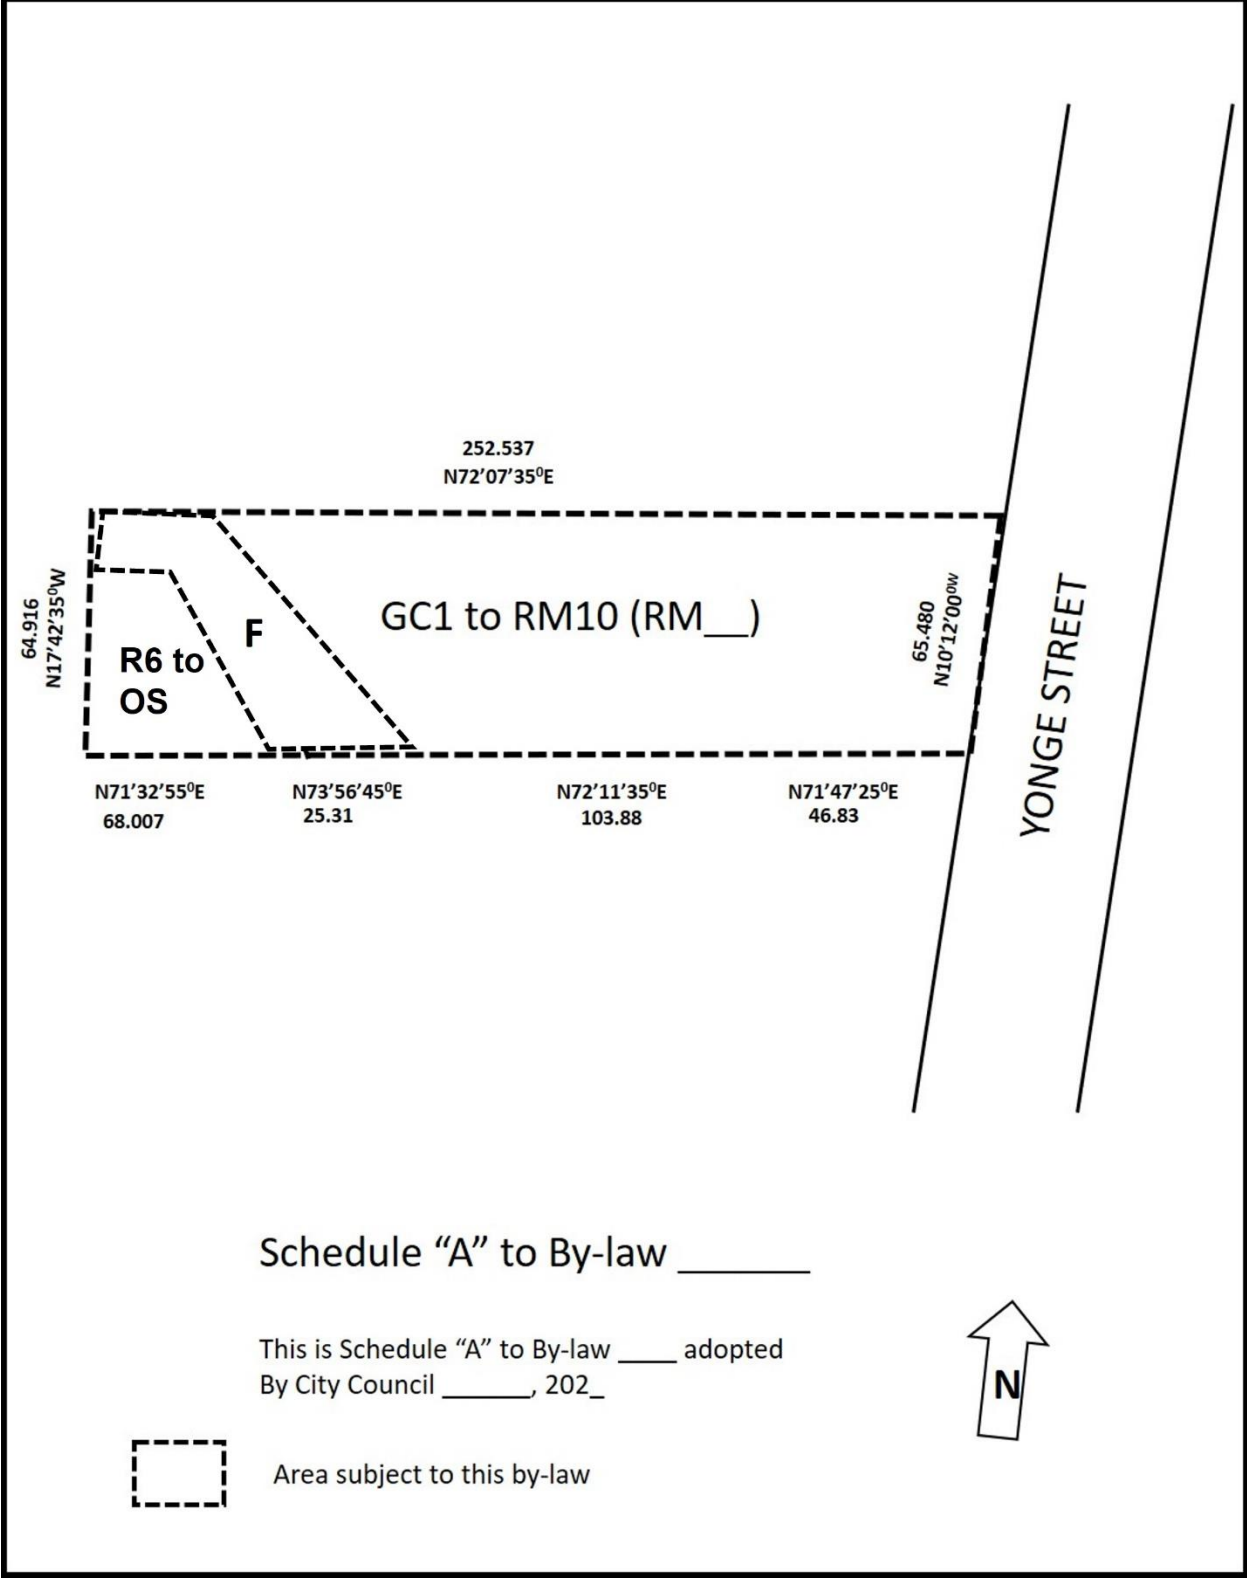 252.537
N72’07’35⁰E
64.916
N17’42’35⁰W
GC1 to RM10 (RM__)
F
R6 to
OS
65.480
N10’12’00⁰W
YONGE STREET
N71’32’55⁰E
68.007
N73’56’45⁰E
25.31
N72’11’35⁰E
103.88
N71’47’25⁰E
46.83
Schedule “A” to By-law ______
This is Schedule “A” to By-law ____ adopted
By City Council ______, 202_
N
Area subject to this by-law